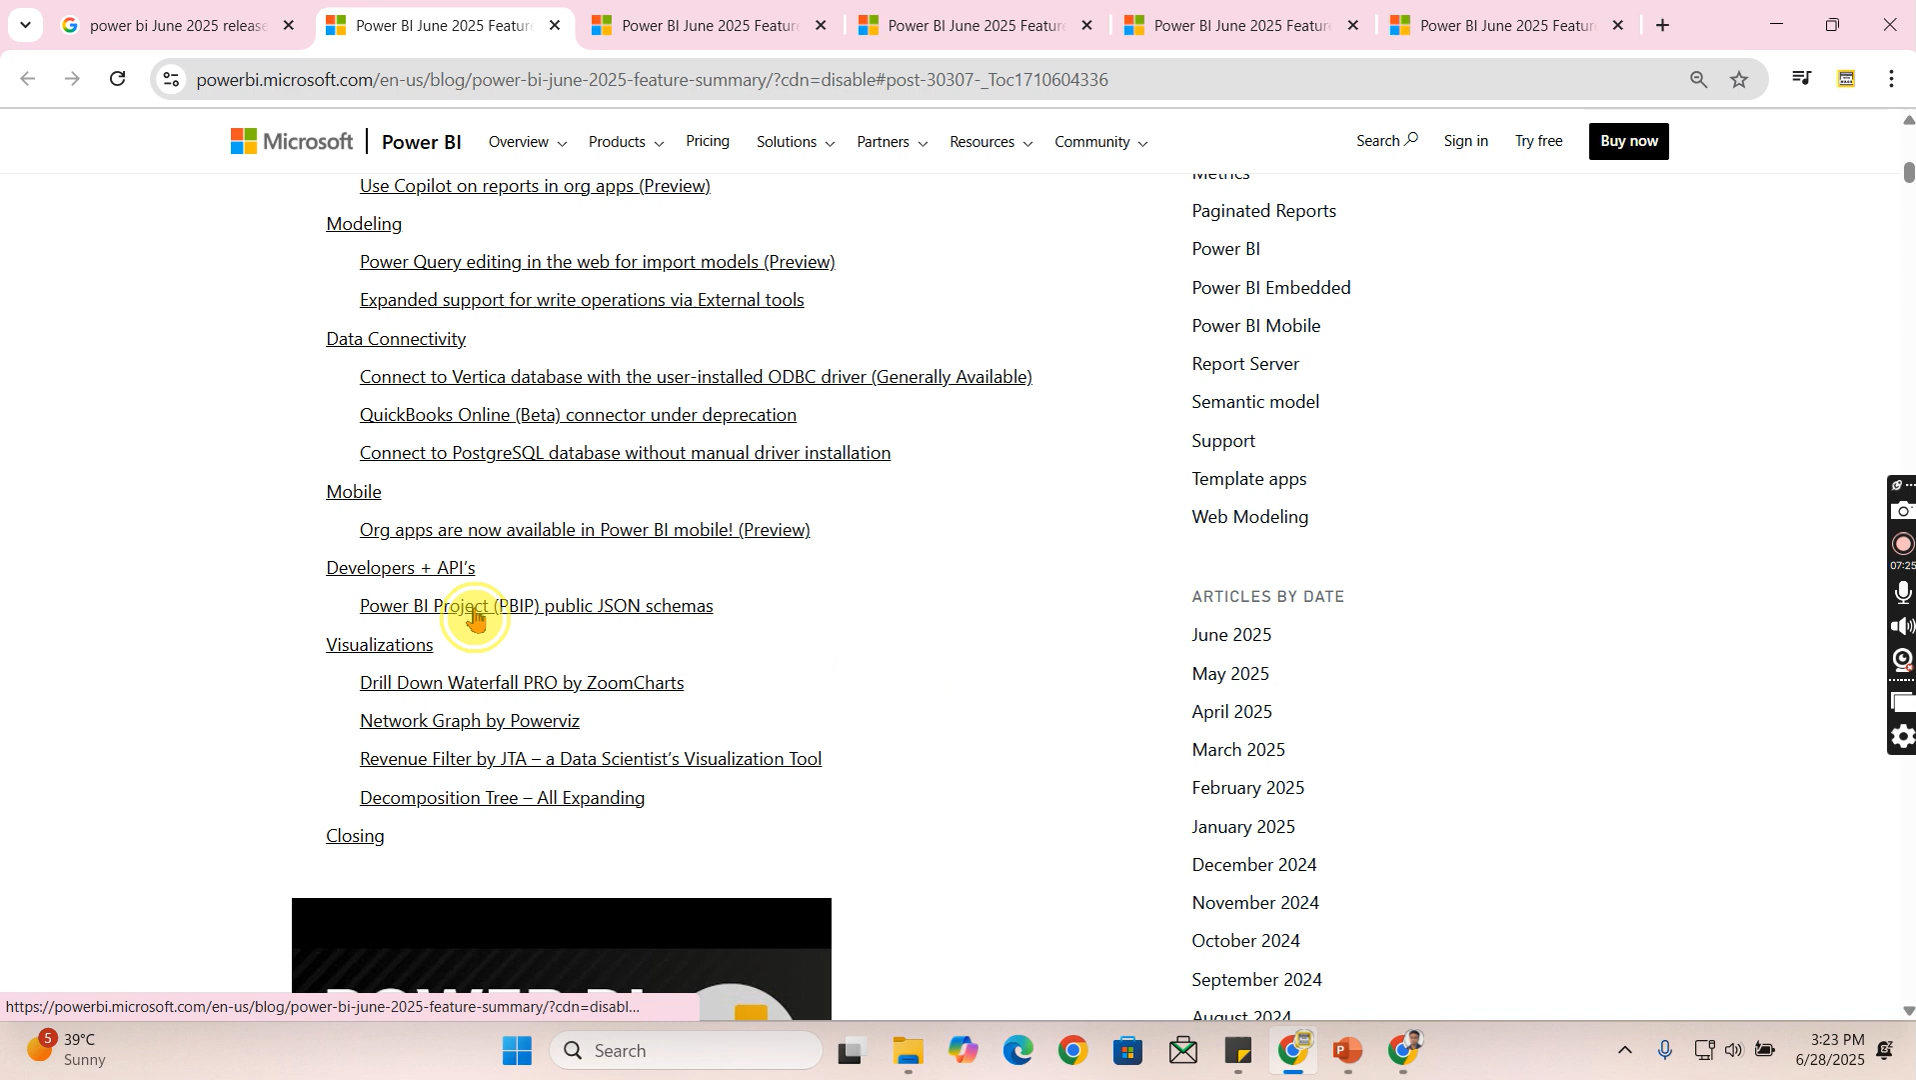 power bi June 2025 release
Power BI June 2025 Featur
Power BI June 2025 Featur
Power BI June 2025 Featur
Power BI June 2025 Featur
Power BI June 2025 Featur
powerbi.microsoft.com/en-us/blog/power-bi-june-2025-feature-summary/?cdn=disable#post-30307-_Toc1710604336
Microsoft | Power BI Overview Products Pricing Solutions Partners Resources Community Search Sign in Try free Buy now
Use Copilot on reports in org apps (Preview)
Modeling
Power Query editing in the web for import models (Preview)
Expanded support for write operations via External tools
Data Connectivity
Connect to Vertica database with the user-installed ODBC driver (Generally Available)
QuickBooks Online (Beta) connector under deprecation
Connect to PostgreSQL database without manual driver installation
Mobile
Org apps are now available in Power BI mobile! (Preview)
Developers + API's
Power BI Project (PBIP) public JSON schemas
Visualizations
Drill Down Waterfall PRO by ZoomCharts
Network Graph by Powerviz
Revenue Filter by JTA – a Data Scientist's Visualization Tool
Decomposition Tree – All Expanding
Closing
Metrics
Paginated Reports
Power BI
Power BI Embedded
Power BI Mobile
Report Server
Semantic model
Support
Template apps
Web Modeling
ARTICLES BY DATE
June 2025
May 2025
April 2025
March 2025
February 2025
January 2025
December 2024
November 2024
October 2024
September 2024
August 2024
07:25
https://powerbi.microsoft.com/en-us/blog/power-bi-june-2025-feature-summary/?cdn=disabl...
5
39°C
Sunny
Search
3:23 PM
6/28/2025